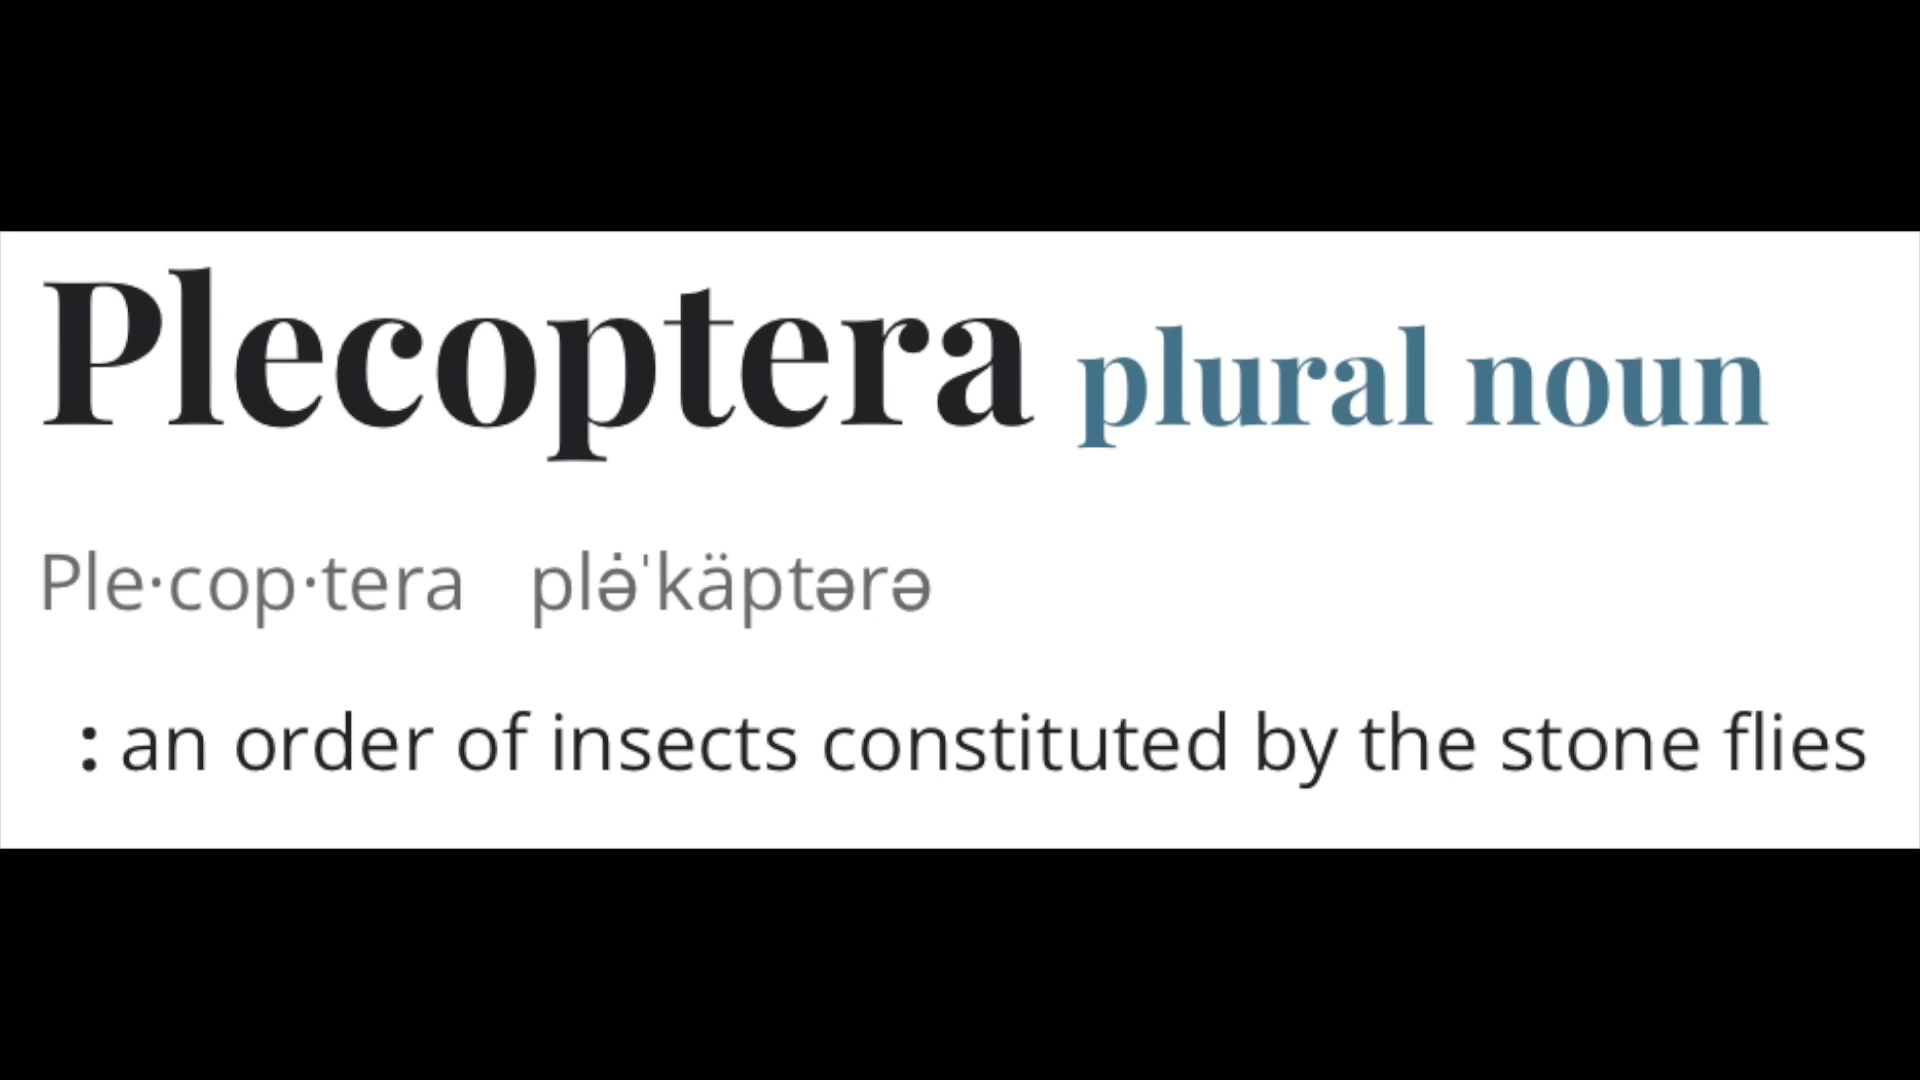 Plecoptera plural noun
Ple·cop·tera plə̇ˈkäptərə
: an order of insects constituted by the stone flies